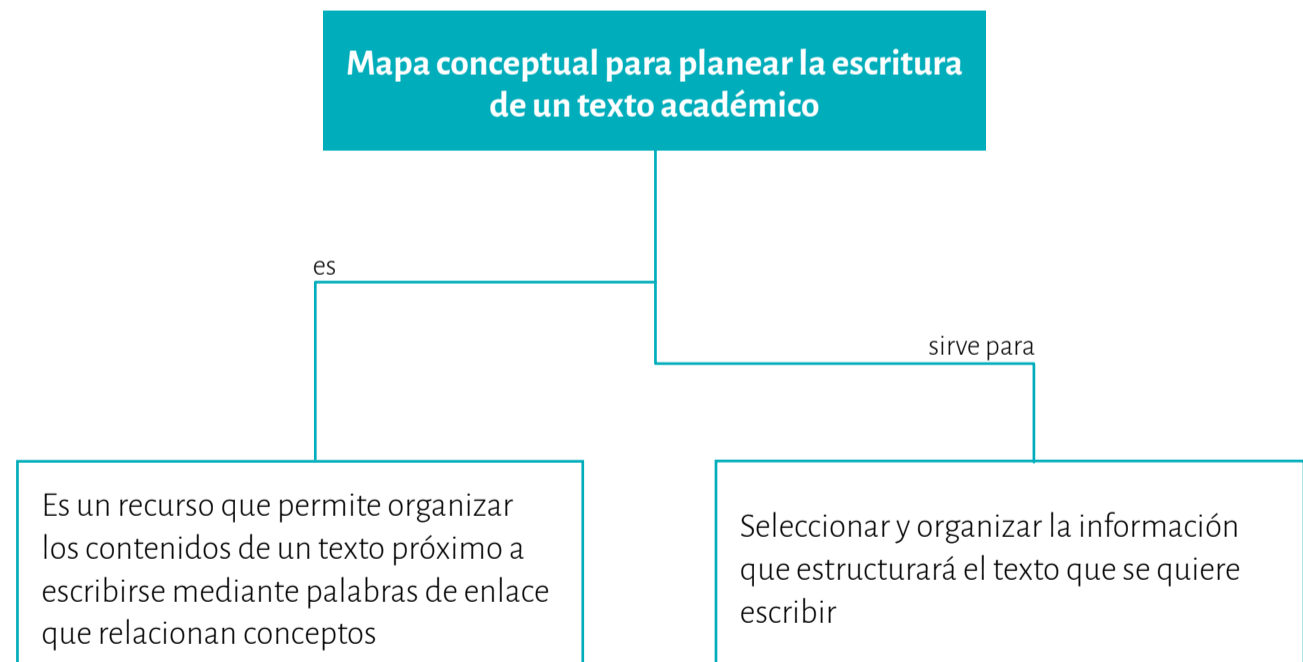 Mapa conceptual para planear la escritura
de un texto académico
es
sirve para
Es un recurso que permite organizar
los contenidos de un texto próximo a
escribirse mediante palabras de enlace
que relacionan conceptos
Seleccionar y organizar la información
que estructurará el texto que se quiere
escribir